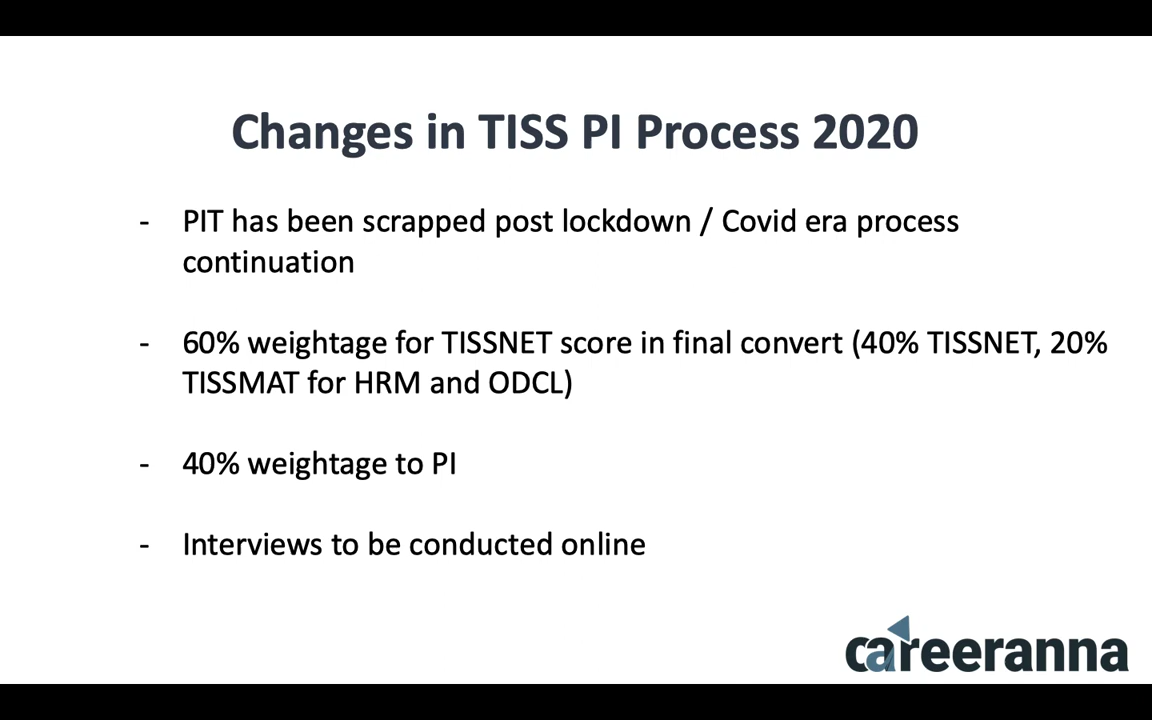 Changes in TISS PI Process 2020
- PIT has been scrapped post lockdown / Covid era process
continuation
- 60% weightage for TISSNET score in final convert (40% TISSNET, 20%
TISSMAT for HRM and ODCL)
- 40% weightage to PI
- Interviews to be conducted online
careeranna